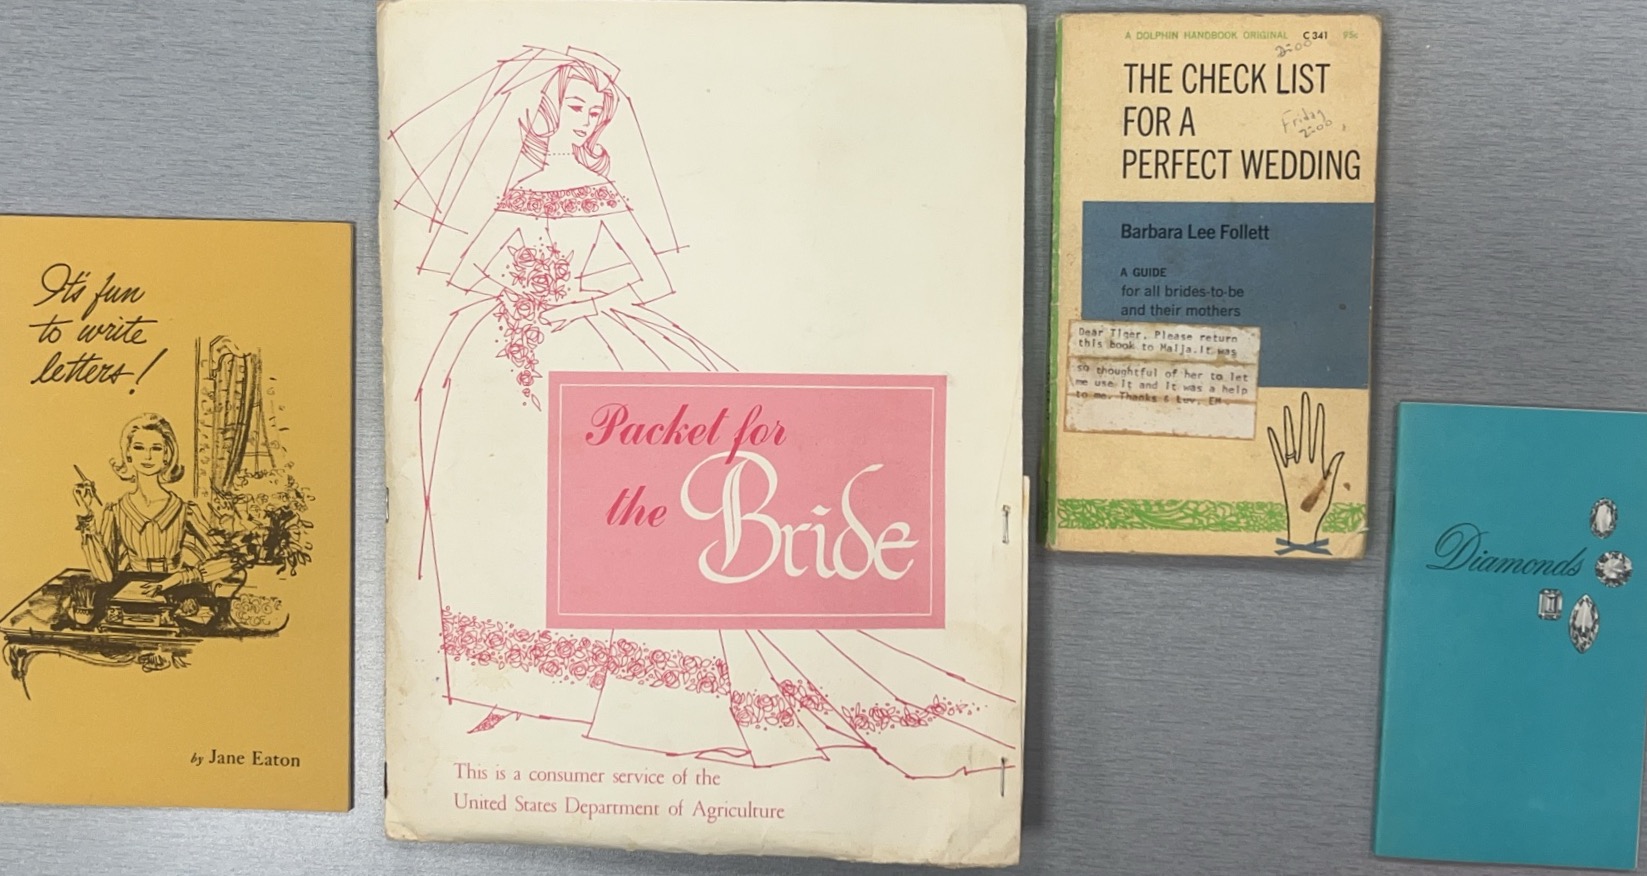 It's fun
to write
letters!
by Jane Eaton
Packet for
the Bride
This is a consumer service of the
United States Department of Agriculture
A DOLPHIN HANDBOOK ORIGINAL C341 95c
2:00
THE CHECK LIST
FOR A
PERFECT WEDDING
Friday
2:00
Barbara Lee Follett
A GUIDE
for all brides-to-be
and their mothers
Dear Tiger, Please return
this book to Maija.It was
so thoughtful of her to let
me use it and it was a help
to me. Thanks & Luv, EM
Diamonds